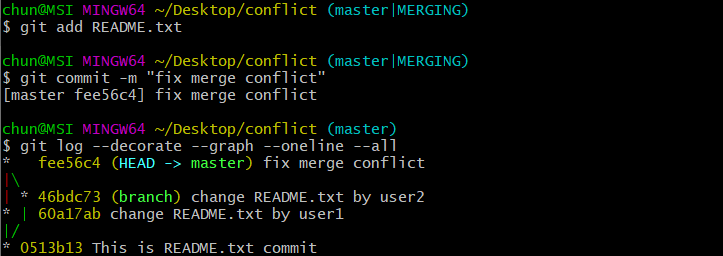 chun@MSI MINGW64 ~/Desktop/conflict (master|MERGING)
$ git add README.txt

chun@MSI MINGW64 ~/Desktop/conflict (master|MERGING)
$ git commit -m "fix merge conflict"
[master fee56c4] fix merge conflict

chun@MSI MINGW64 ~/Desktop/conflict (master)
$ git log --decorate --graph --oneline --all
*   fee56c4 (HEAD -> master) fix merge conflict
|\
| * 46bdc73 (branch) change README.txt by user2
* | 60a17ab change README.txt by user1
|/
* 0513b13 This is README.txt commit